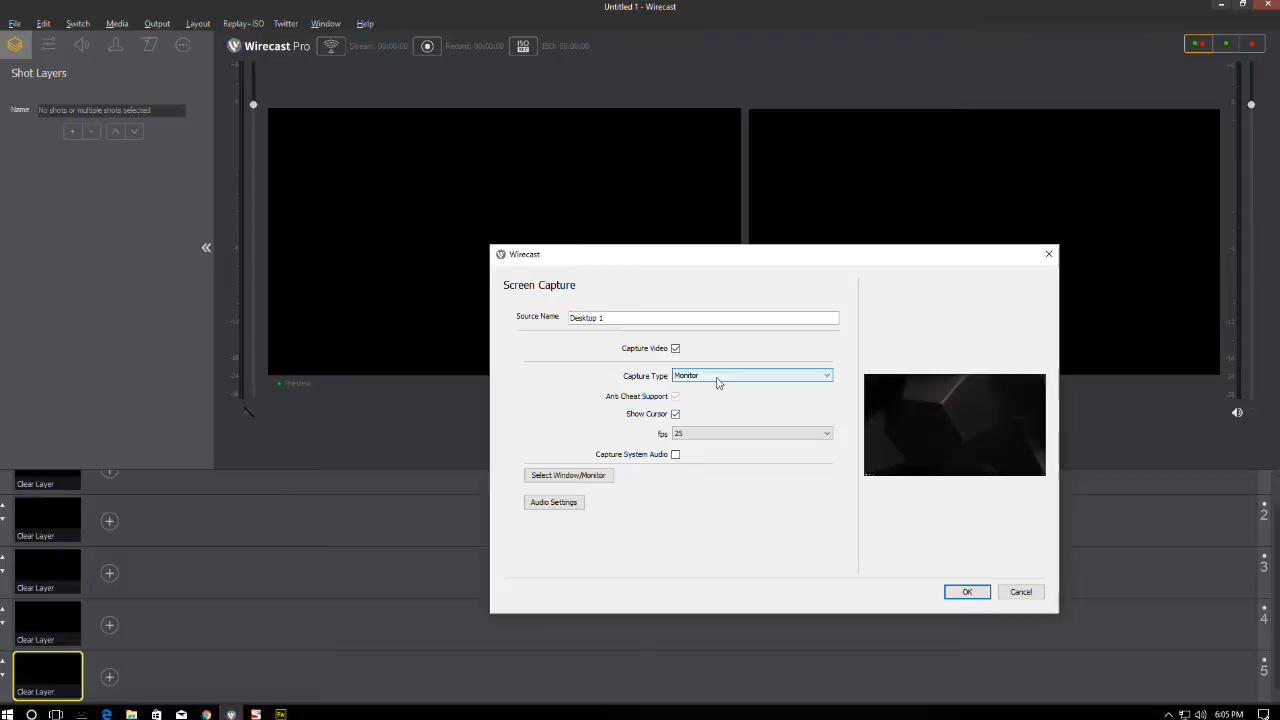 Untitled 1 - Wirecast
File Edit Switch Media Output Layout Replay+ISO Twitter Window Help
Wirecast Pro Stream: 00:00:00 Record: 00:00:00 ISO ISO: 00:00:00
Shot Layers
Name No shots or multiple shots selected
+ -
Preview
Wirecast
Screen Capture
Source Name Desktop 1
Capture Video
Capture Type Monitor
Anti Cheat Support
Show Cursor
fps 25
Capture System Audio
Select Window/Monitor
Audio Settings
OK Cancel
Clear Layer
Clear Layer 2
Clear Layer 3
Clear Layer 4
Clear Layer 5
6:05 PM